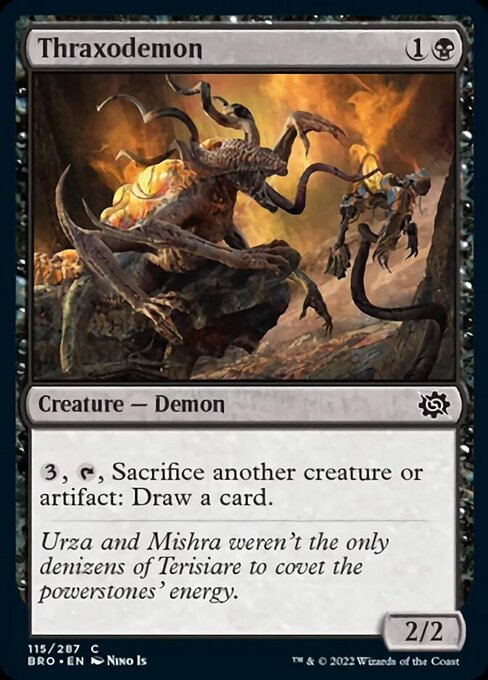 Thraxodemon 1
Creature — Demon
3, Sacrifice another creature or
artifact: Draw a card.
Urza and Mishra weren't the only
denizens of Terisiare to covet the
powerstones' energy.
2/2
115/287 C
BRO • EN Nino Is
™ & © 2022 Wizards of the Coast